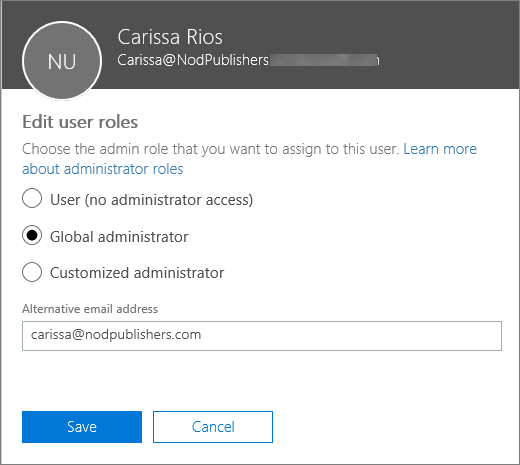 NU
Carissa Rios
Carissa@NodPublishers
Edit user roles
Choose the admin role that you want to assign to this user. Learn more
about administrator roles
User (no administrator access)
Global administrator
Customized administrator
Alternative email address
carissa@nodpublishers.com
Save
Cancel